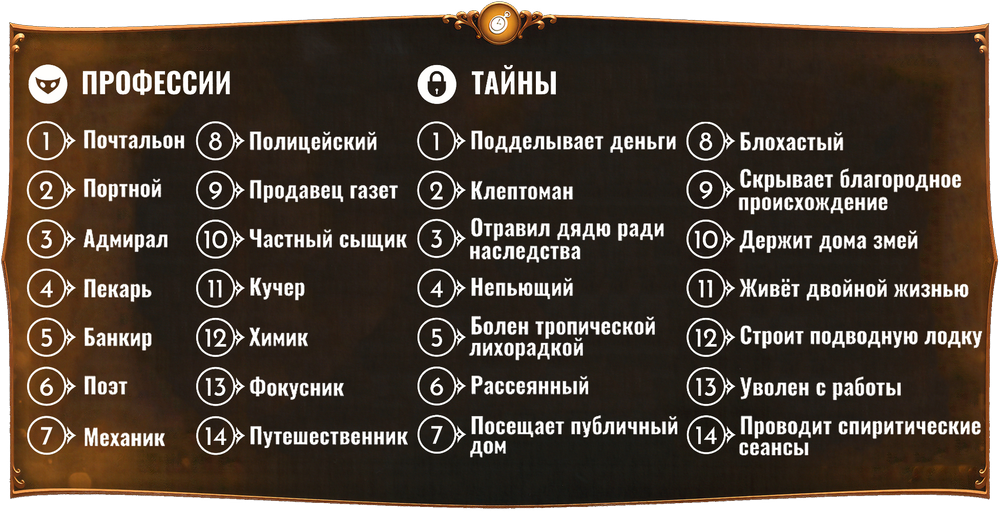 ПРОФЕССИИ
1 Почтальон
2 Портной
3 Адмирал
4 Пекарь
5 Банкир
6 Поэт
7 Механик
8 Полицейский
9 Продавец газет
10 Частный сыщик
11 Кучер
12 Химик
13 Фокусник
14 Путешественник
ТАЙНЫ
1 Подделывает деньги
2 Клептоман
3 Отравил дядю ради
наследства
4 Непьющий
5 Болен тропической
лихорадкой
6 Рассеянный
7 Посещает публичный
дом
8 Блохастый
9 Скрывает благородное
происхождение
10 Держит дома змей
11 Живёт двойной жизнью
12 Строит подводную лодку
13 Уволен с работы
14 Проводит спиритические
сеансы